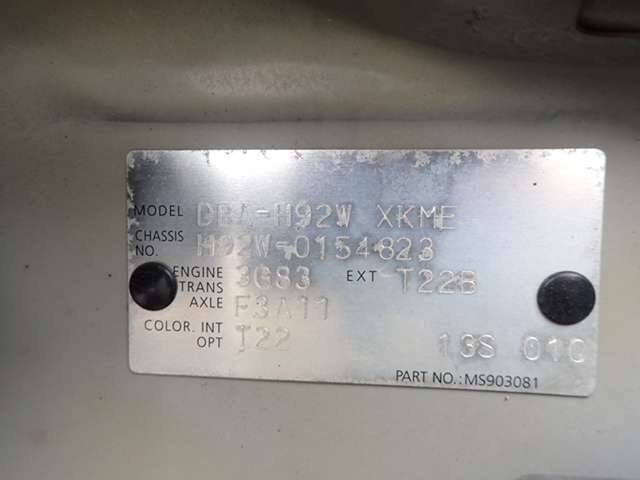 MODEL DBA-H92W XKME
CHASSIS NO. H92W-0154823
ENGINE 3G83 EXT T22B
TRANS AXLE F3A11
COLOR. INT T22
OPT 13S 01C
PART NO.:MS903081